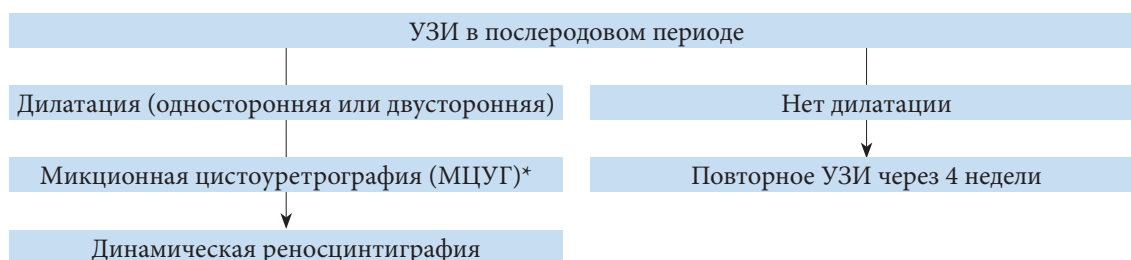 УЗИ в послеродовом периоде
Дилатация (односторонняя или двусторонняя)
Нет дилатации
Микционная цистоуретрография (МЦУГ)*
Повторное УЗИ через 4 недели
Динамическая реносцинтиграфия